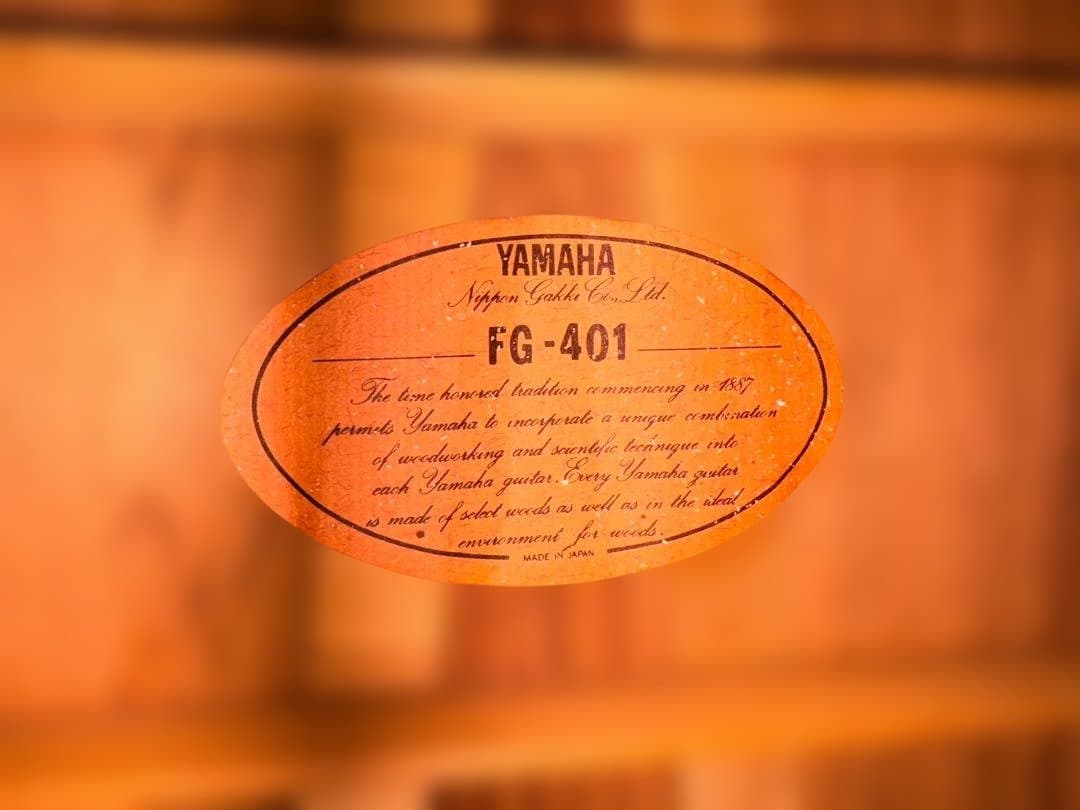 YAMAHA
Nippon Gakki Co., Ltd.
FG-401
The time honored tradition commencing in 1887
permets Yamaha to incorporate a unique combination
of woodworking and scientific technique into
each Yamaha guitar. Every Yamaha guitar
is made of select woods as well as in the ideal
environment for woods.
MADE IN JAPAN